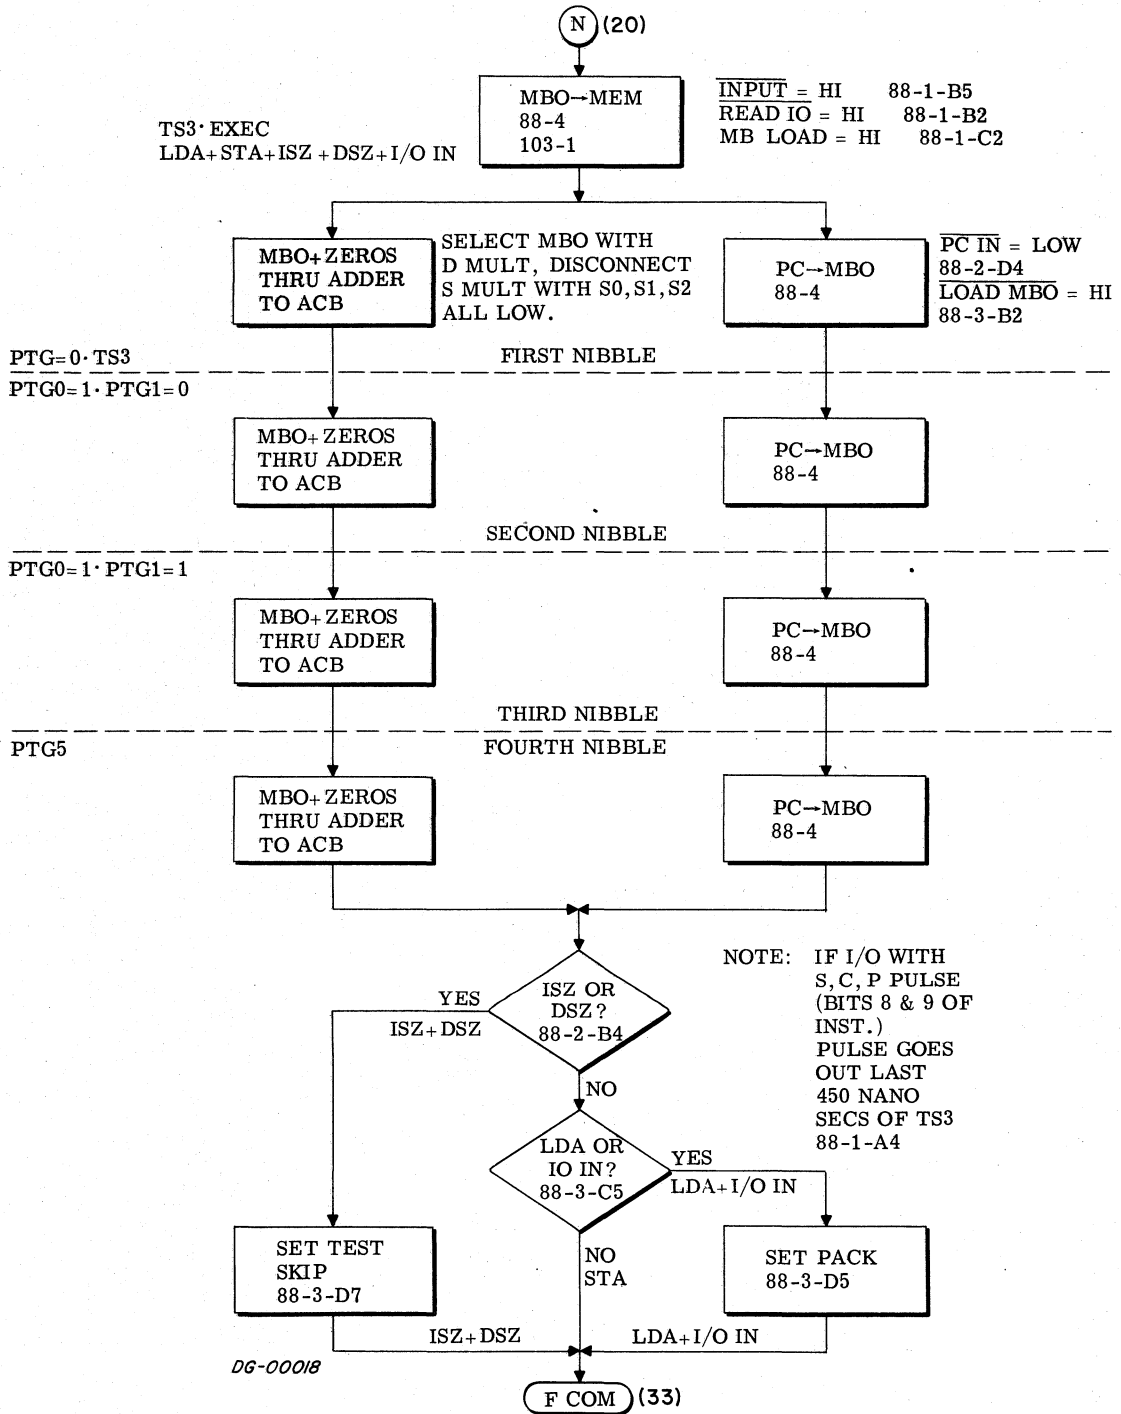 N (20)
MBO→MEM
88-4
103-1
INPUT = HI 88-1-B5
READ IO = HI 88-1-B2
MB LOAD = HI 88-1-C2
TS3·EXEC
LDA+STA+ISZ+DSZ+I/O IN
MBO+ZEROS
THRU ADDER
TO ACB
SELECT MBO WITH
D MULT, DISCONNECT
S MULT WITH S0,S1,S2
ALL LOW.
PC→MBO
88-4
PC IN = LOW
88-2-D4
LOAD MBO = HI
88-3-B2
PTG=0·TS3
FIRST NIBBLE
PTG0=1·PTG1=0
MBO+ZEROS
THRU ADDER
TO ACB
PC→MBO
88-4
SECOND NIBBLE
PTG0=1·PTG1=1
MBO+ZEROS
THRU ADDER
TO ACB
PC→MBO
88-4
THIRD NIBBLE
PTG5
FOURTH NIBBLE
MBO+ZEROS
THRU ADDER
TO ACB
PC→MBO
88-4
ISZ OR
DSZ?
88-2-B4
YES
ISZ+DSZ
NO
NOTE: IF I/O WITH
S,C,P PULSE
(BITS 8 & 9 OF
INST.)
PULSE GOES
OUT LAST
450 NANO
SECS OF TS3
88-1-A4
LDA OR
IO IN?
88-3-C5
YES
LDA+I/O IN
NO
STA
SET TEST
SKIP
88-3-D7
SET PACK
88-3-D5
ISZ+DSZ
LDA+I/O IN
DG-00018
F COM (33)